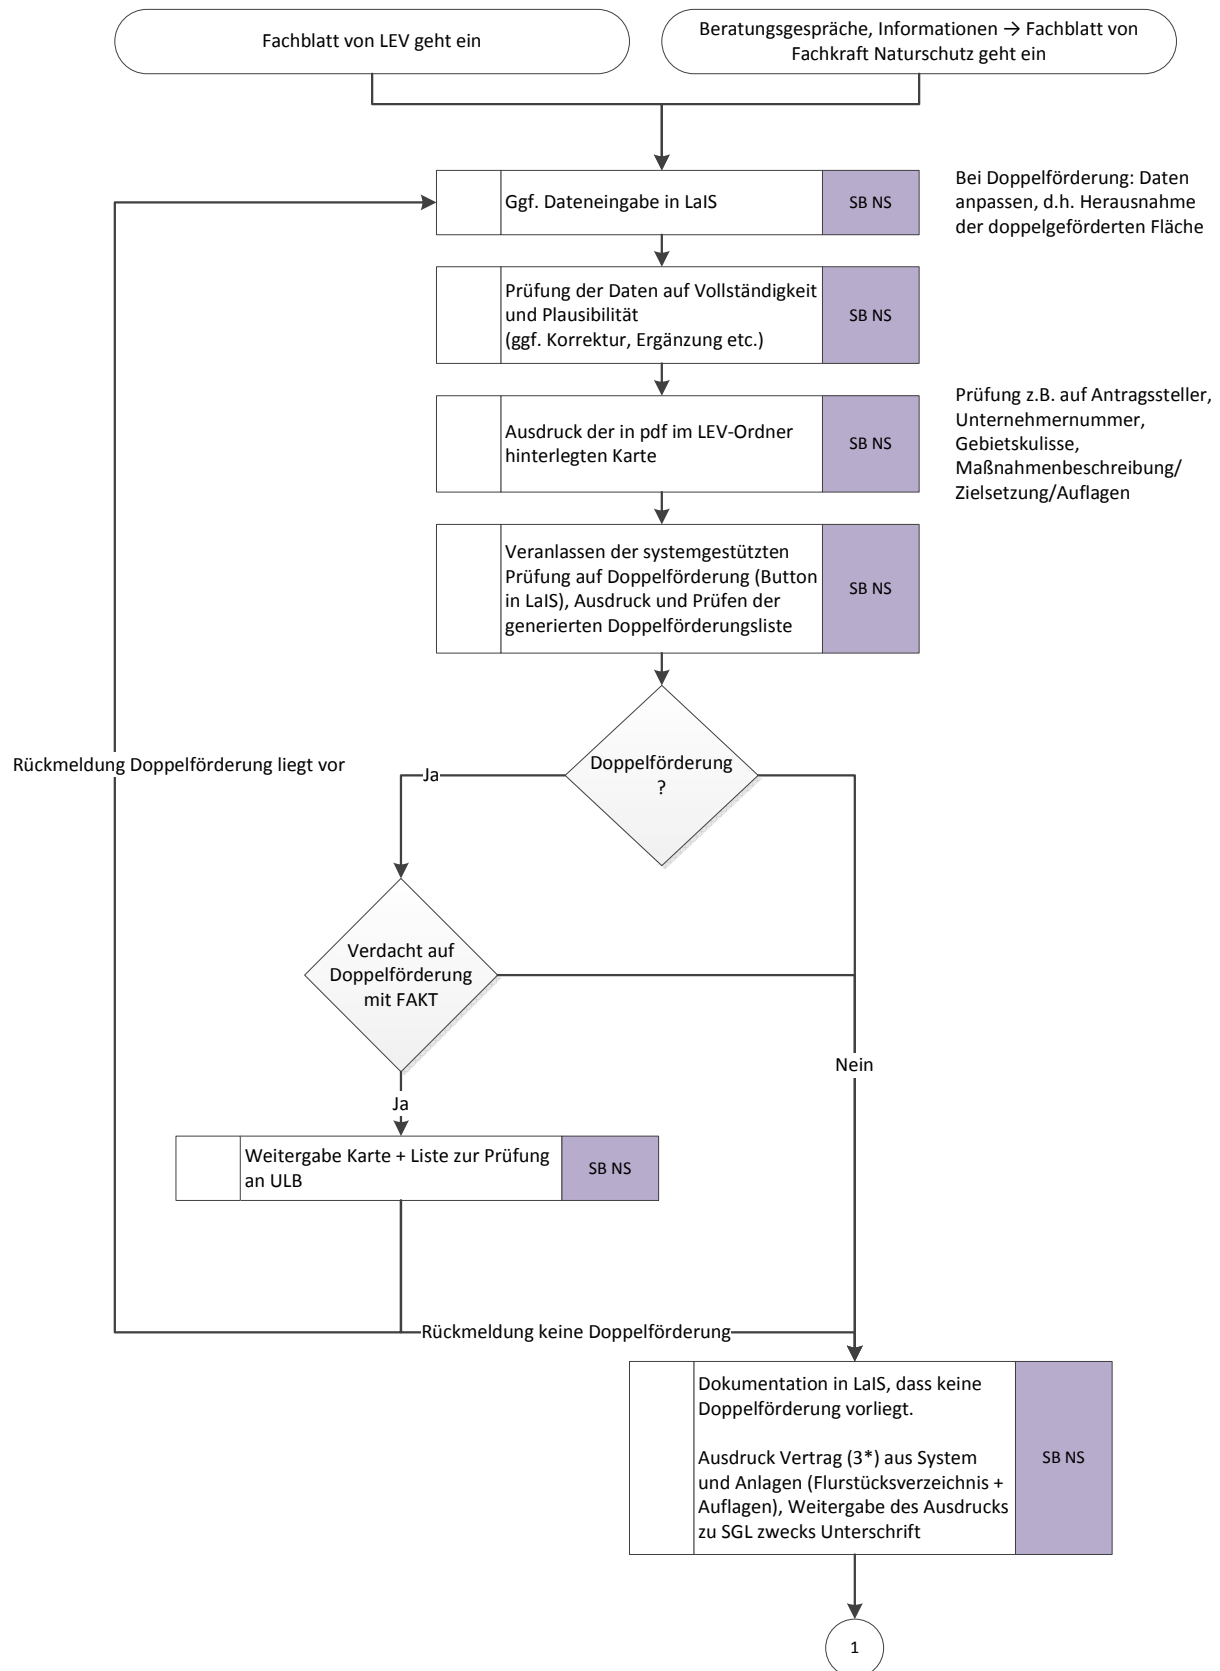 Fachblatt von LEV geht ein
Beratungsgespräche, Informationen → Fachblatt von
Fachkraft Naturschutz geht ein
Ggf. Dateneingabe in LaIS
SB NS
Bei Doppelförderung: Daten
anpassen, d.h. Herausnahme
der doppelgeförderten Fläche
Prüfung der Daten auf Vollständigkeit
und Plausibilität
(ggf. Korrektur, Ergänzung etc.)
SB NS
Ausdruck der in pdf im LEV-Ordner
hinterlegten Karte
SB NS
Prüfung z.B. auf Antragssteller,
Unternehmernummer,
Gebietskulisse,
Maßnahmenbeschreibung/
Zielsetzung/Auflagen
Veranlassen der systemgestützten
Prüfung auf Doppelförderung (Button
in LaIS), Ausdruck und Prüfen der
generierten Doppelförderungsliste
SB NS
Doppelförderung
?
Rückmeldung Doppelförderung liegt vor
Ja
Verdacht auf
Doppelförderung
mit FAKT
Nein
Ja
Weitergabe Karte + Liste zur Prüfung
an ULB
SB NS
Rückmeldung keine Doppelförderung
Dokumentation in LaIS, dass keine
Doppelförderung vorliegt.
Ausdruck Vertrag (3*) aus System
und Anlagen (Flurstücksverzeichnis +
Auflagen), Weitergabe des Ausdrucks
zu SGL zwecks Unterschrift
SB NS
1